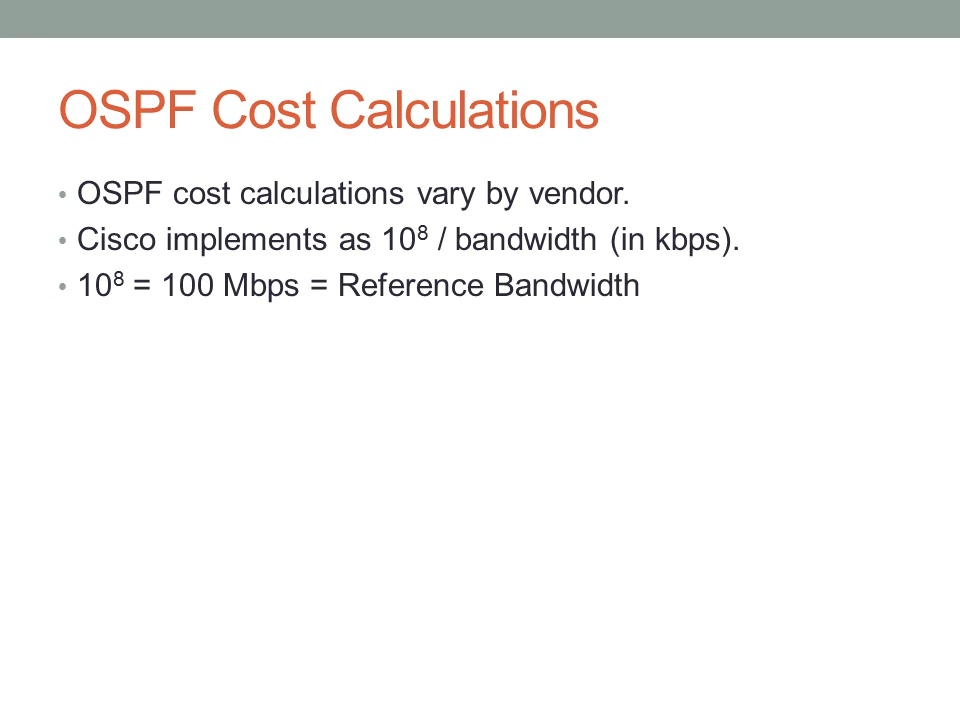 OSPF Cost Calculations
• OSPF cost calculations vary by vendor.
• Cisco implements as 10⁸ / bandwidth (in kbps).
• 10⁸ = 100 Mbps = Reference Bandwidth